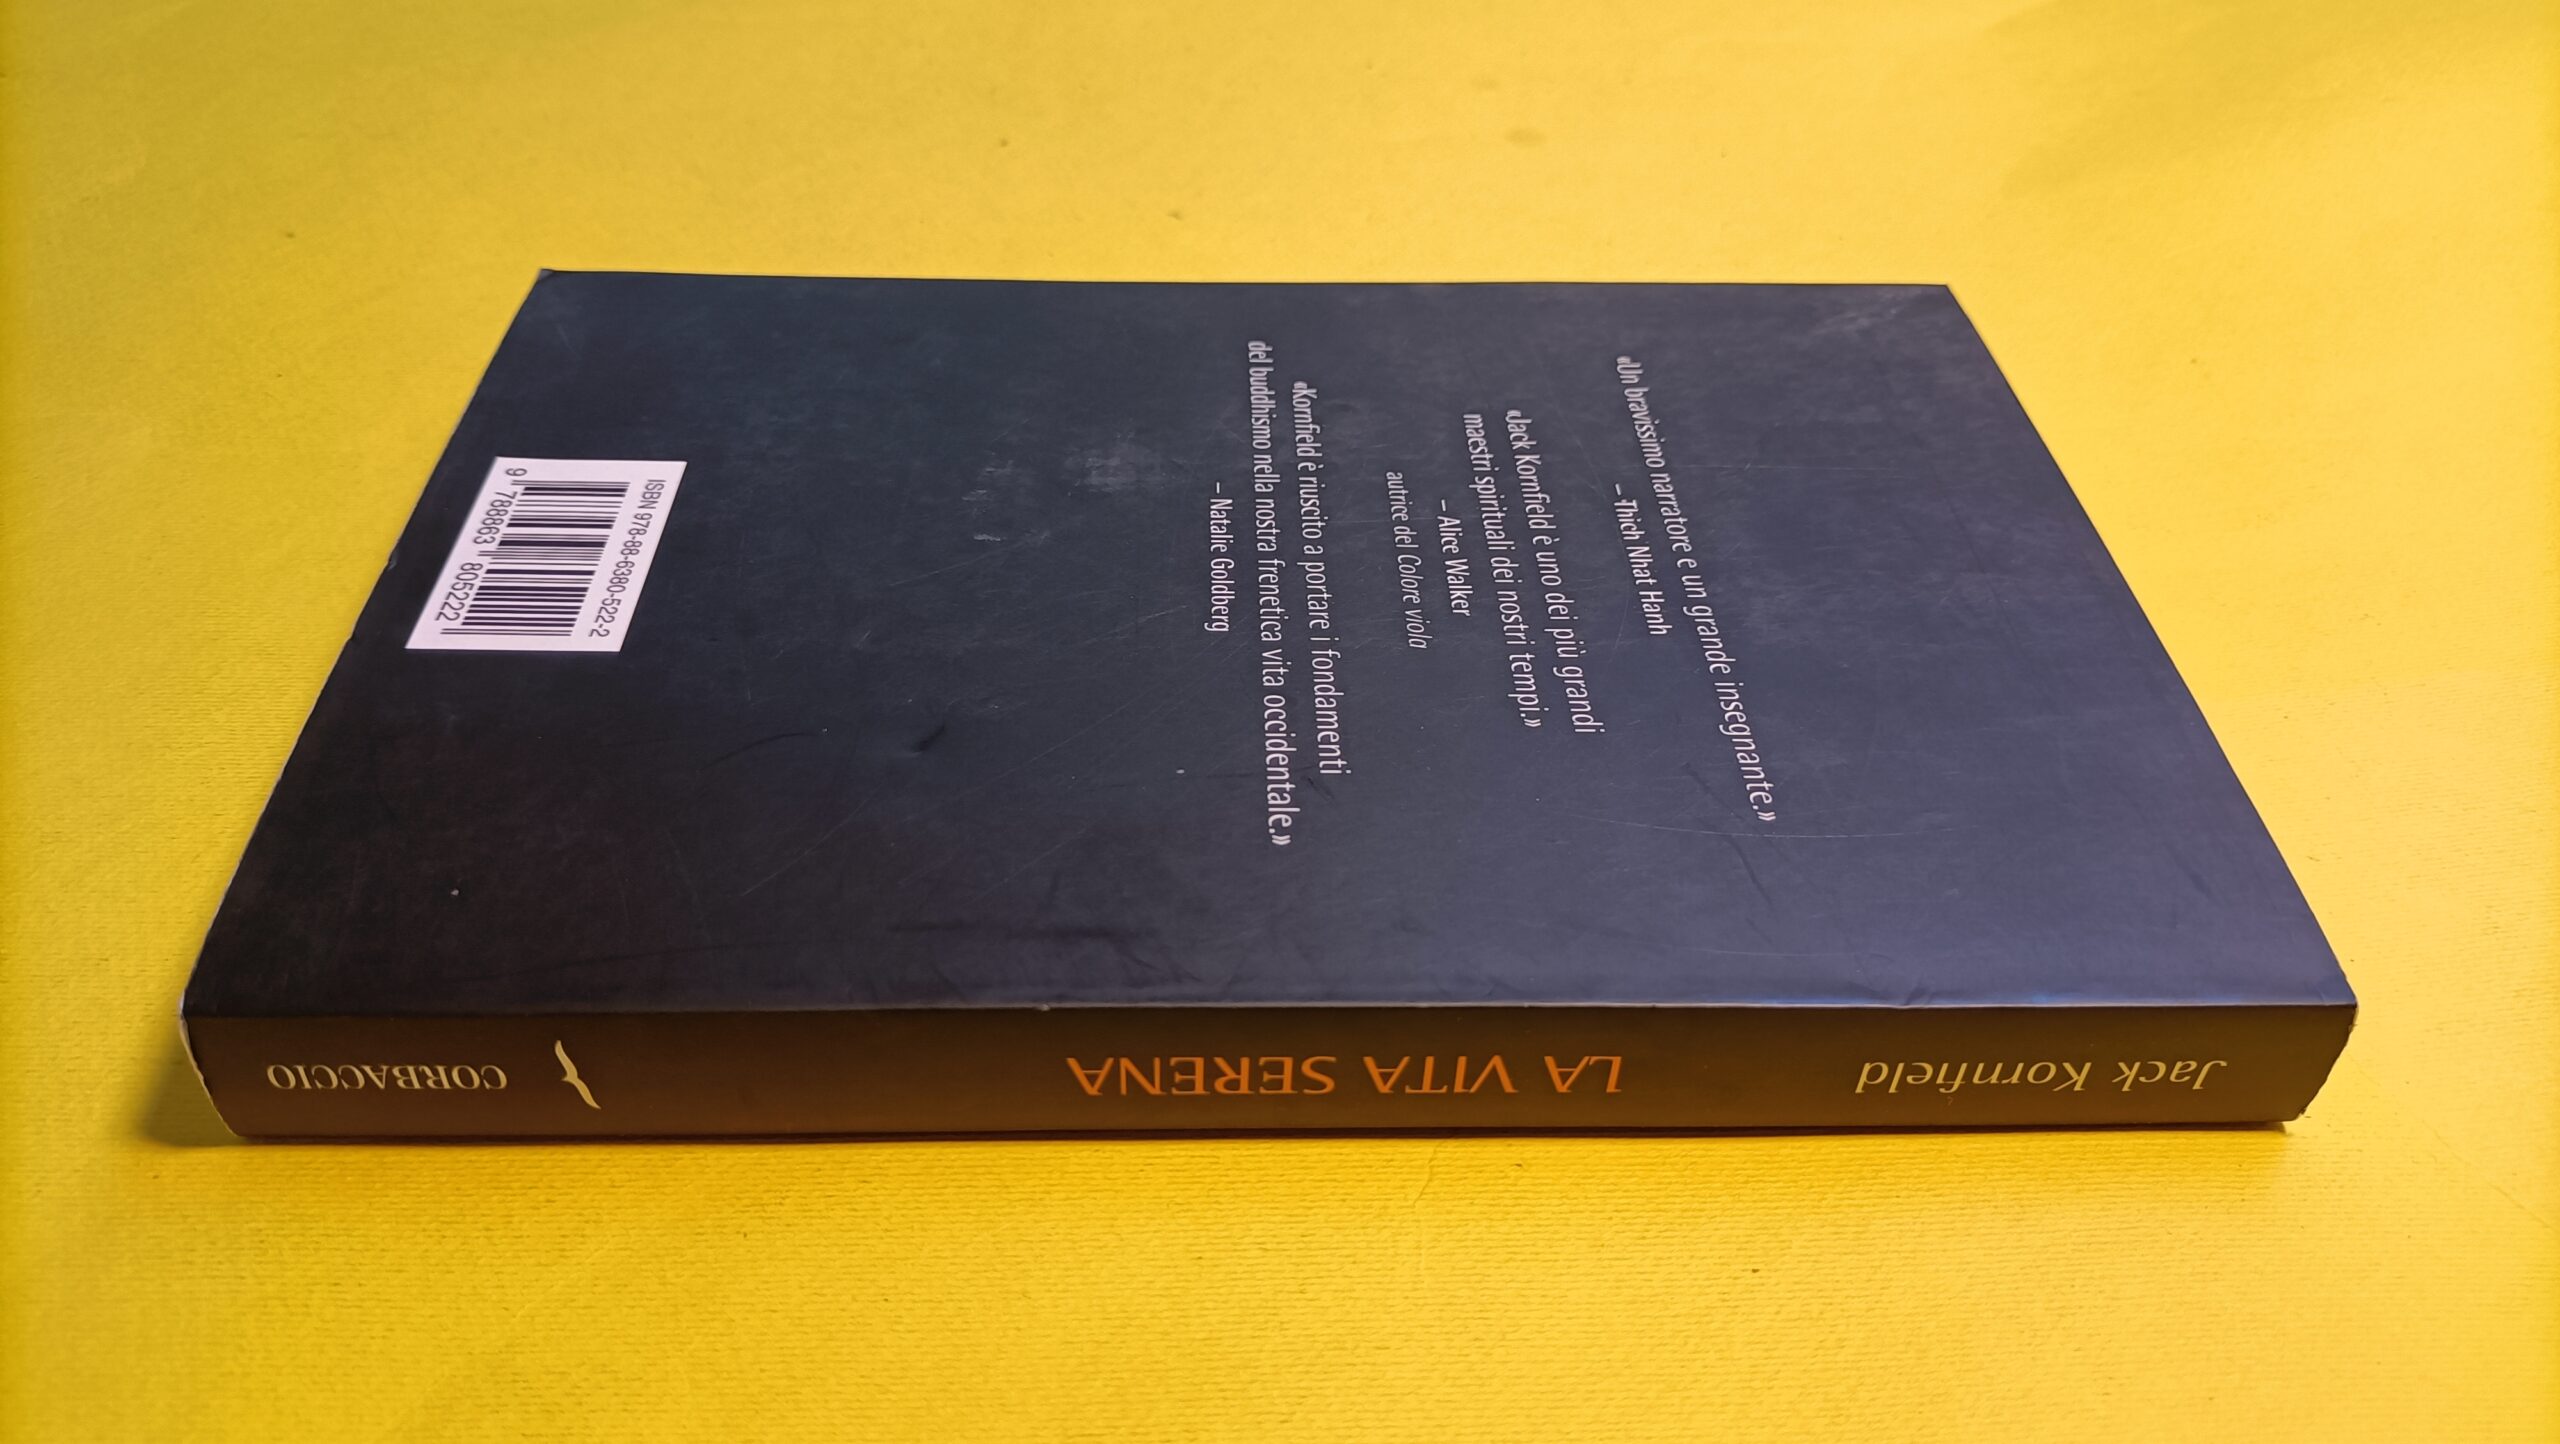 «Un bravissimo narratore e un grande insegnante.»
– Thich Nhat Hanh
«Jack Kornfield è uno dei più grandi
maestri spirituali dei nostri tempi.»
– Alice Walker
autrice del Colore viola
«Kornfield è riuscito a portare i fondamenti
del buddhismo nella nostra frenetica vita occidentale.»
– Natalie Goldberg
ISBN 978-88-6380-522-2
9 788863 805222
Jack Kornfield
LA VITA SERENA
CORBACCIO